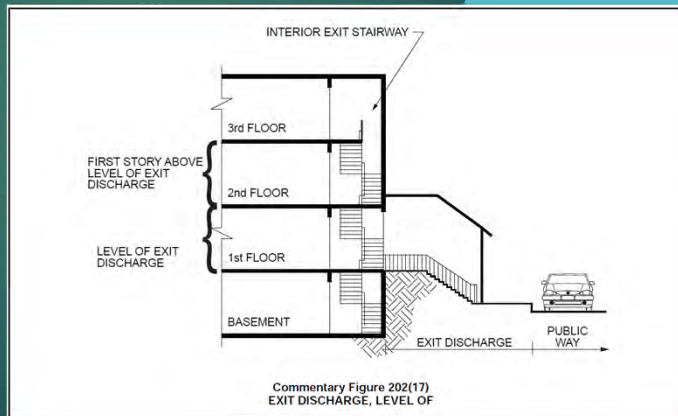 INTERIOR EXIT STAIRWAY
3rd FLOOR
FIRST STORY ABOVE
LEVEL OF EXIT
DISCHARGE
2nd FLOOR
LEVEL OF EXIT
DISCHARGE
1st FLOOR
BASEMENT
EXIT DISCHARGE
PUBLIC
WAY
Commentary Figure 202(17)
EXIT DISCHARGE, LEVEL OF